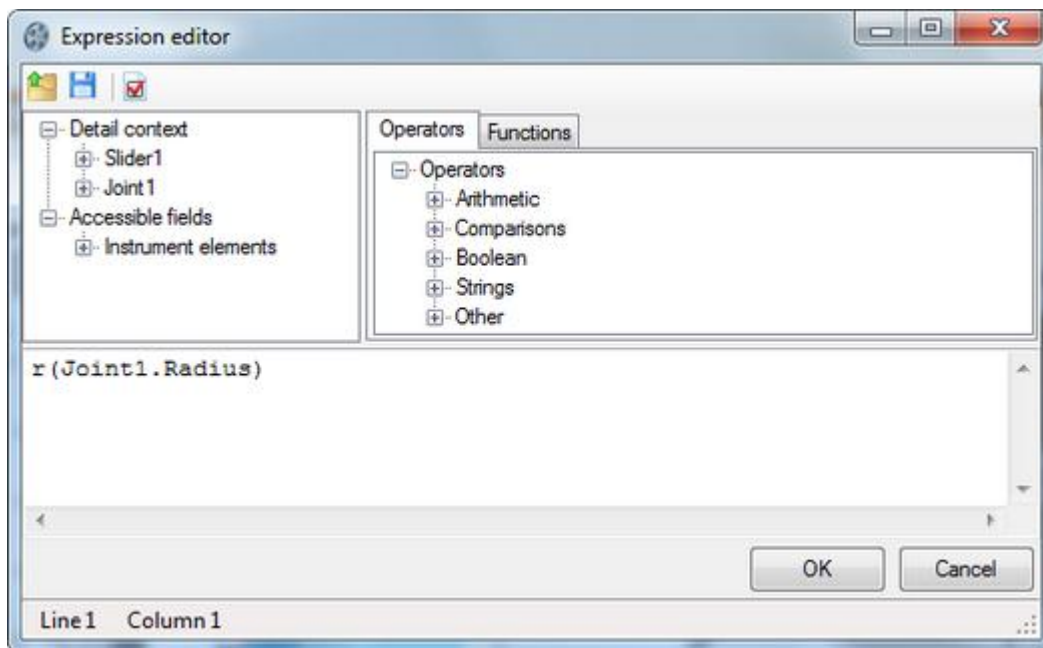 Expression editor
Detail context
Slider1
Joint1
Accessible fields
Instrument elements
Operators Functions
Operators
Arithmetic
Comparisons
Boolean
Strings
Other
r(Joint1.Radius)
OK Cancel
Line 1 Column 1